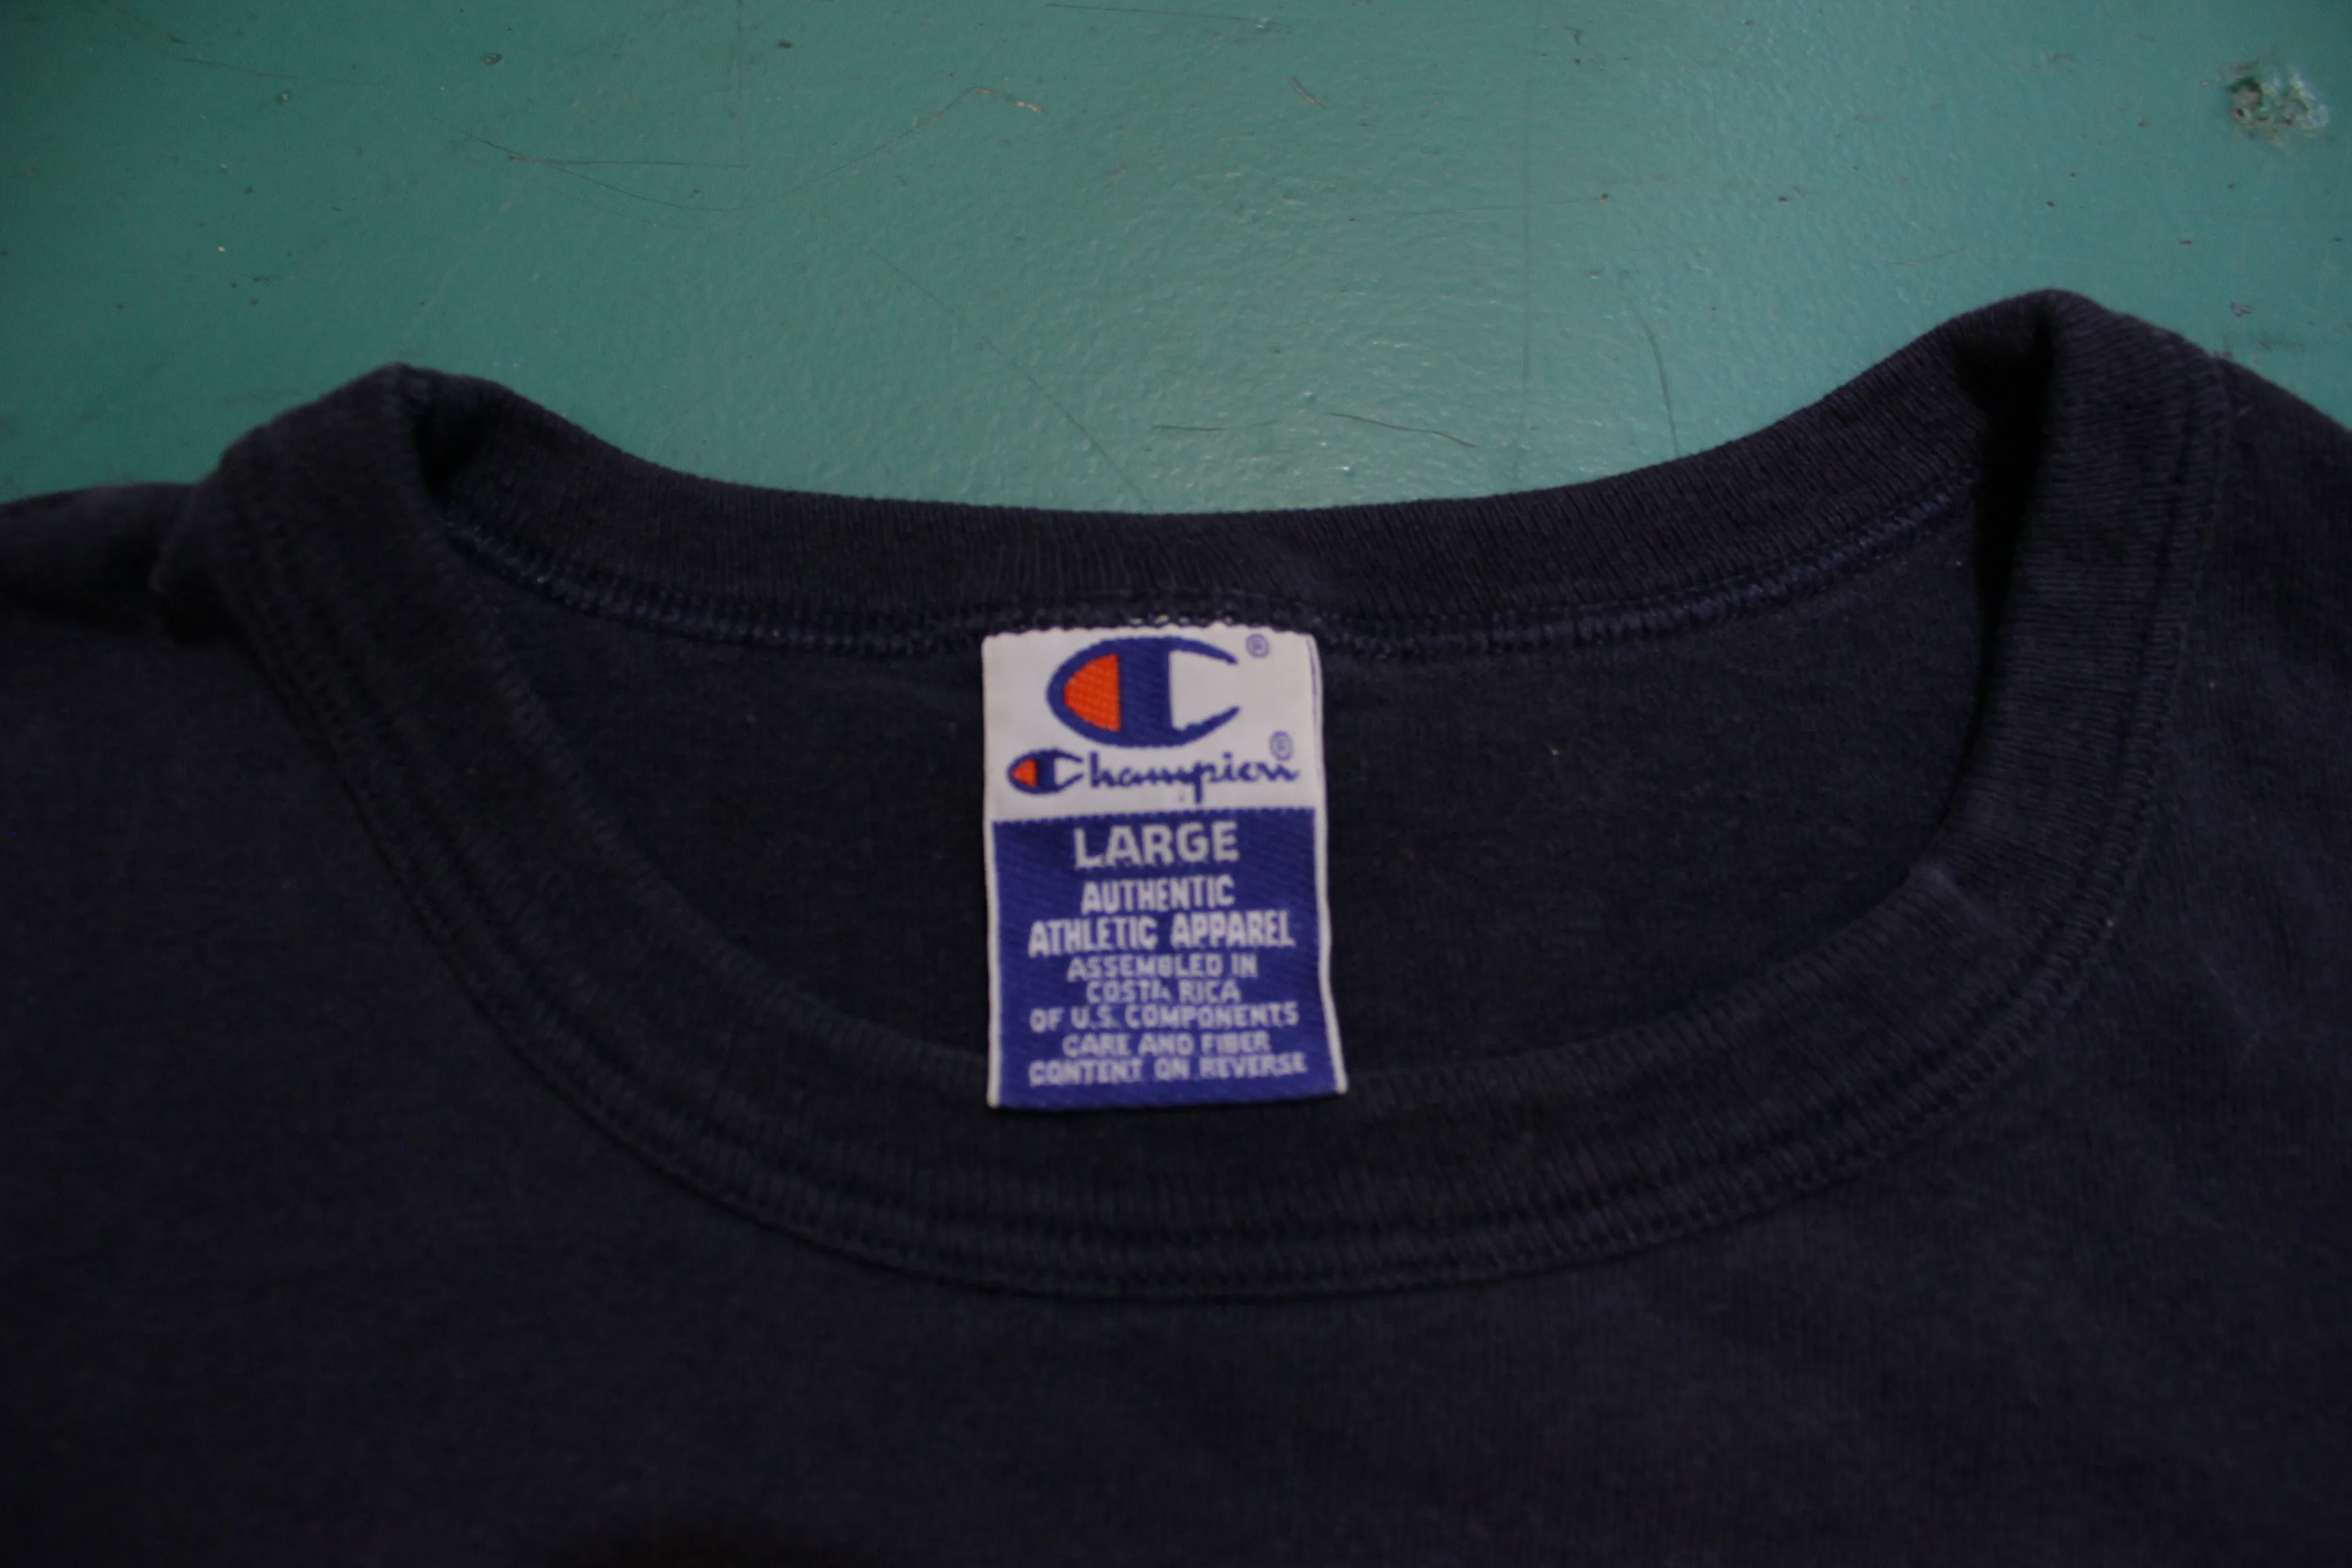 ®
Champion®
LARGE
AUTHENTIC
ATHLETIC APPAREL
ASSEMBLED IN
COSTA RICA
OF U.S. COMPONENTS
CARE AND FIBER
CONTENT ON REVERSE